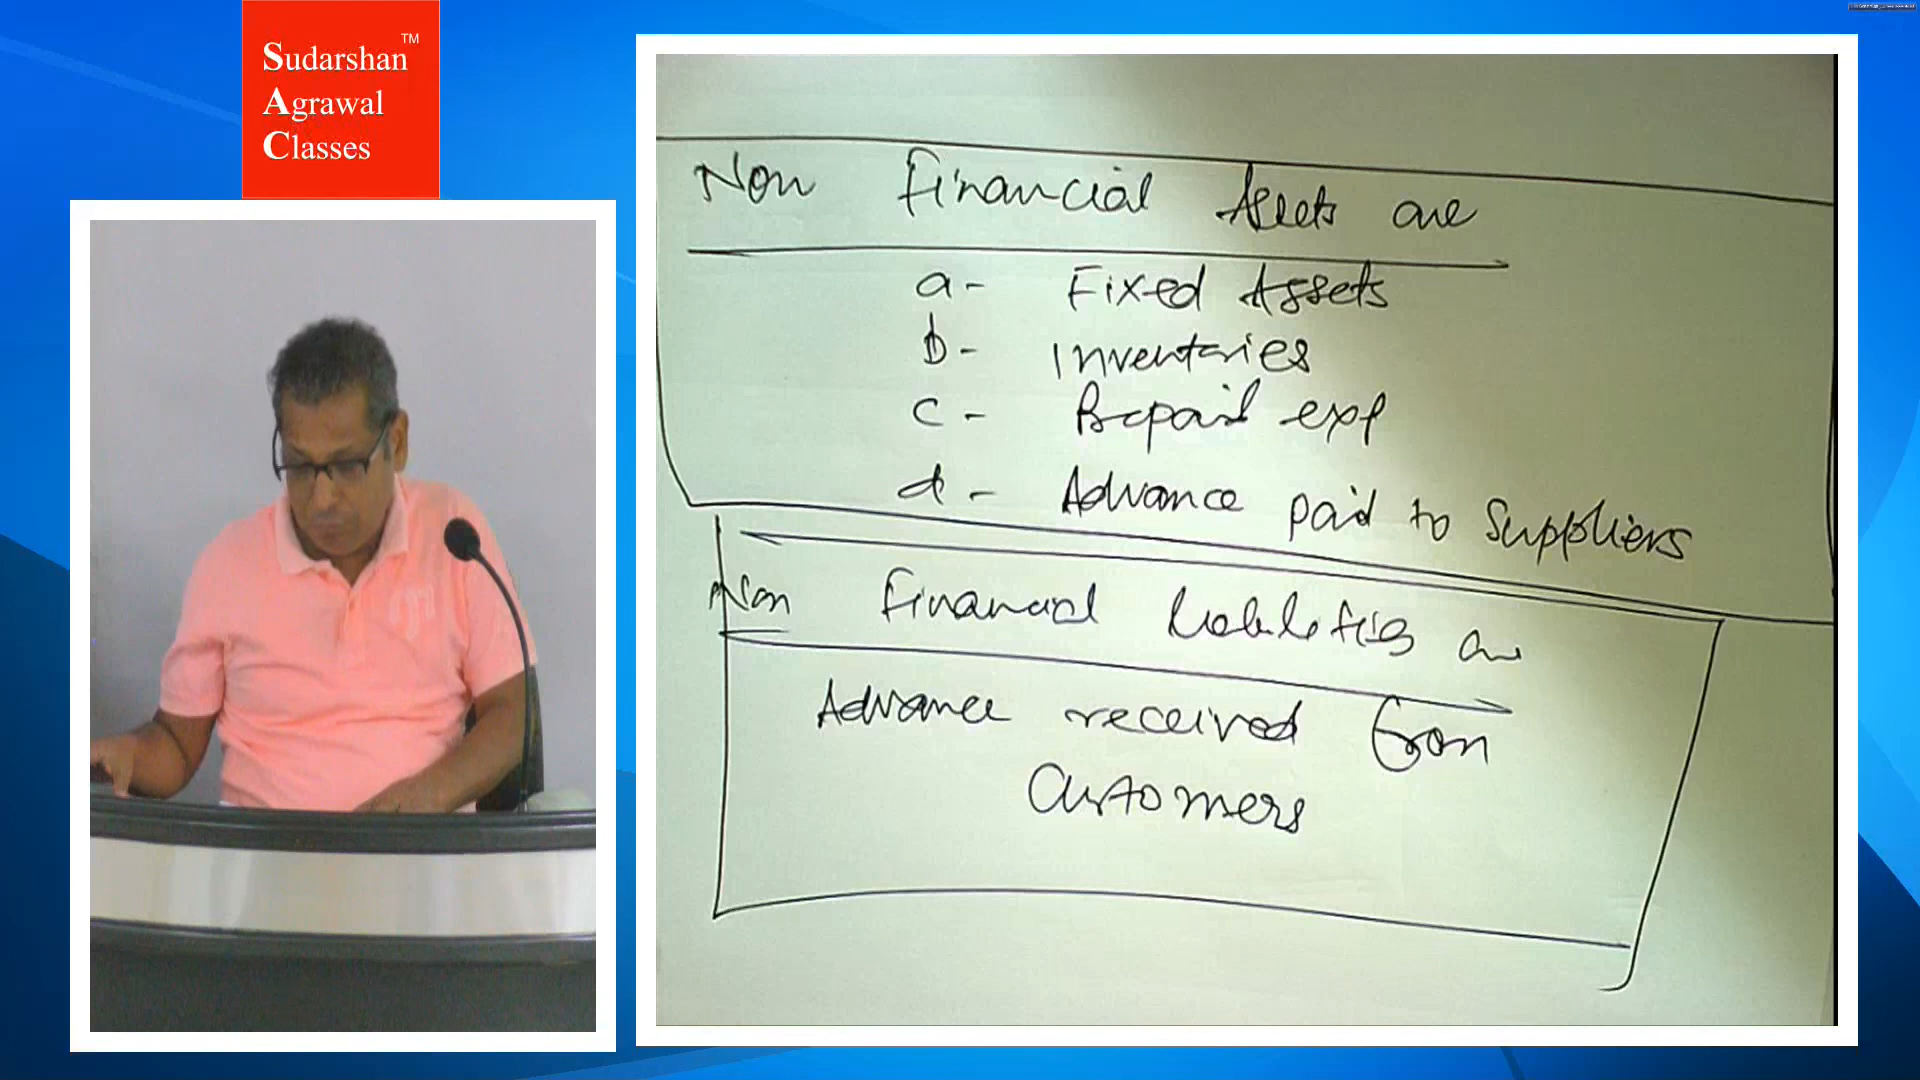 Sudarshan™
Agrawal
Classes
Non Financial Assets are
a- Fixed Assets
b- Inventories
c- Prepaid exp
d- Advance paid to Suppliers
Non Financial Liabilities are
Advance received from
Customers